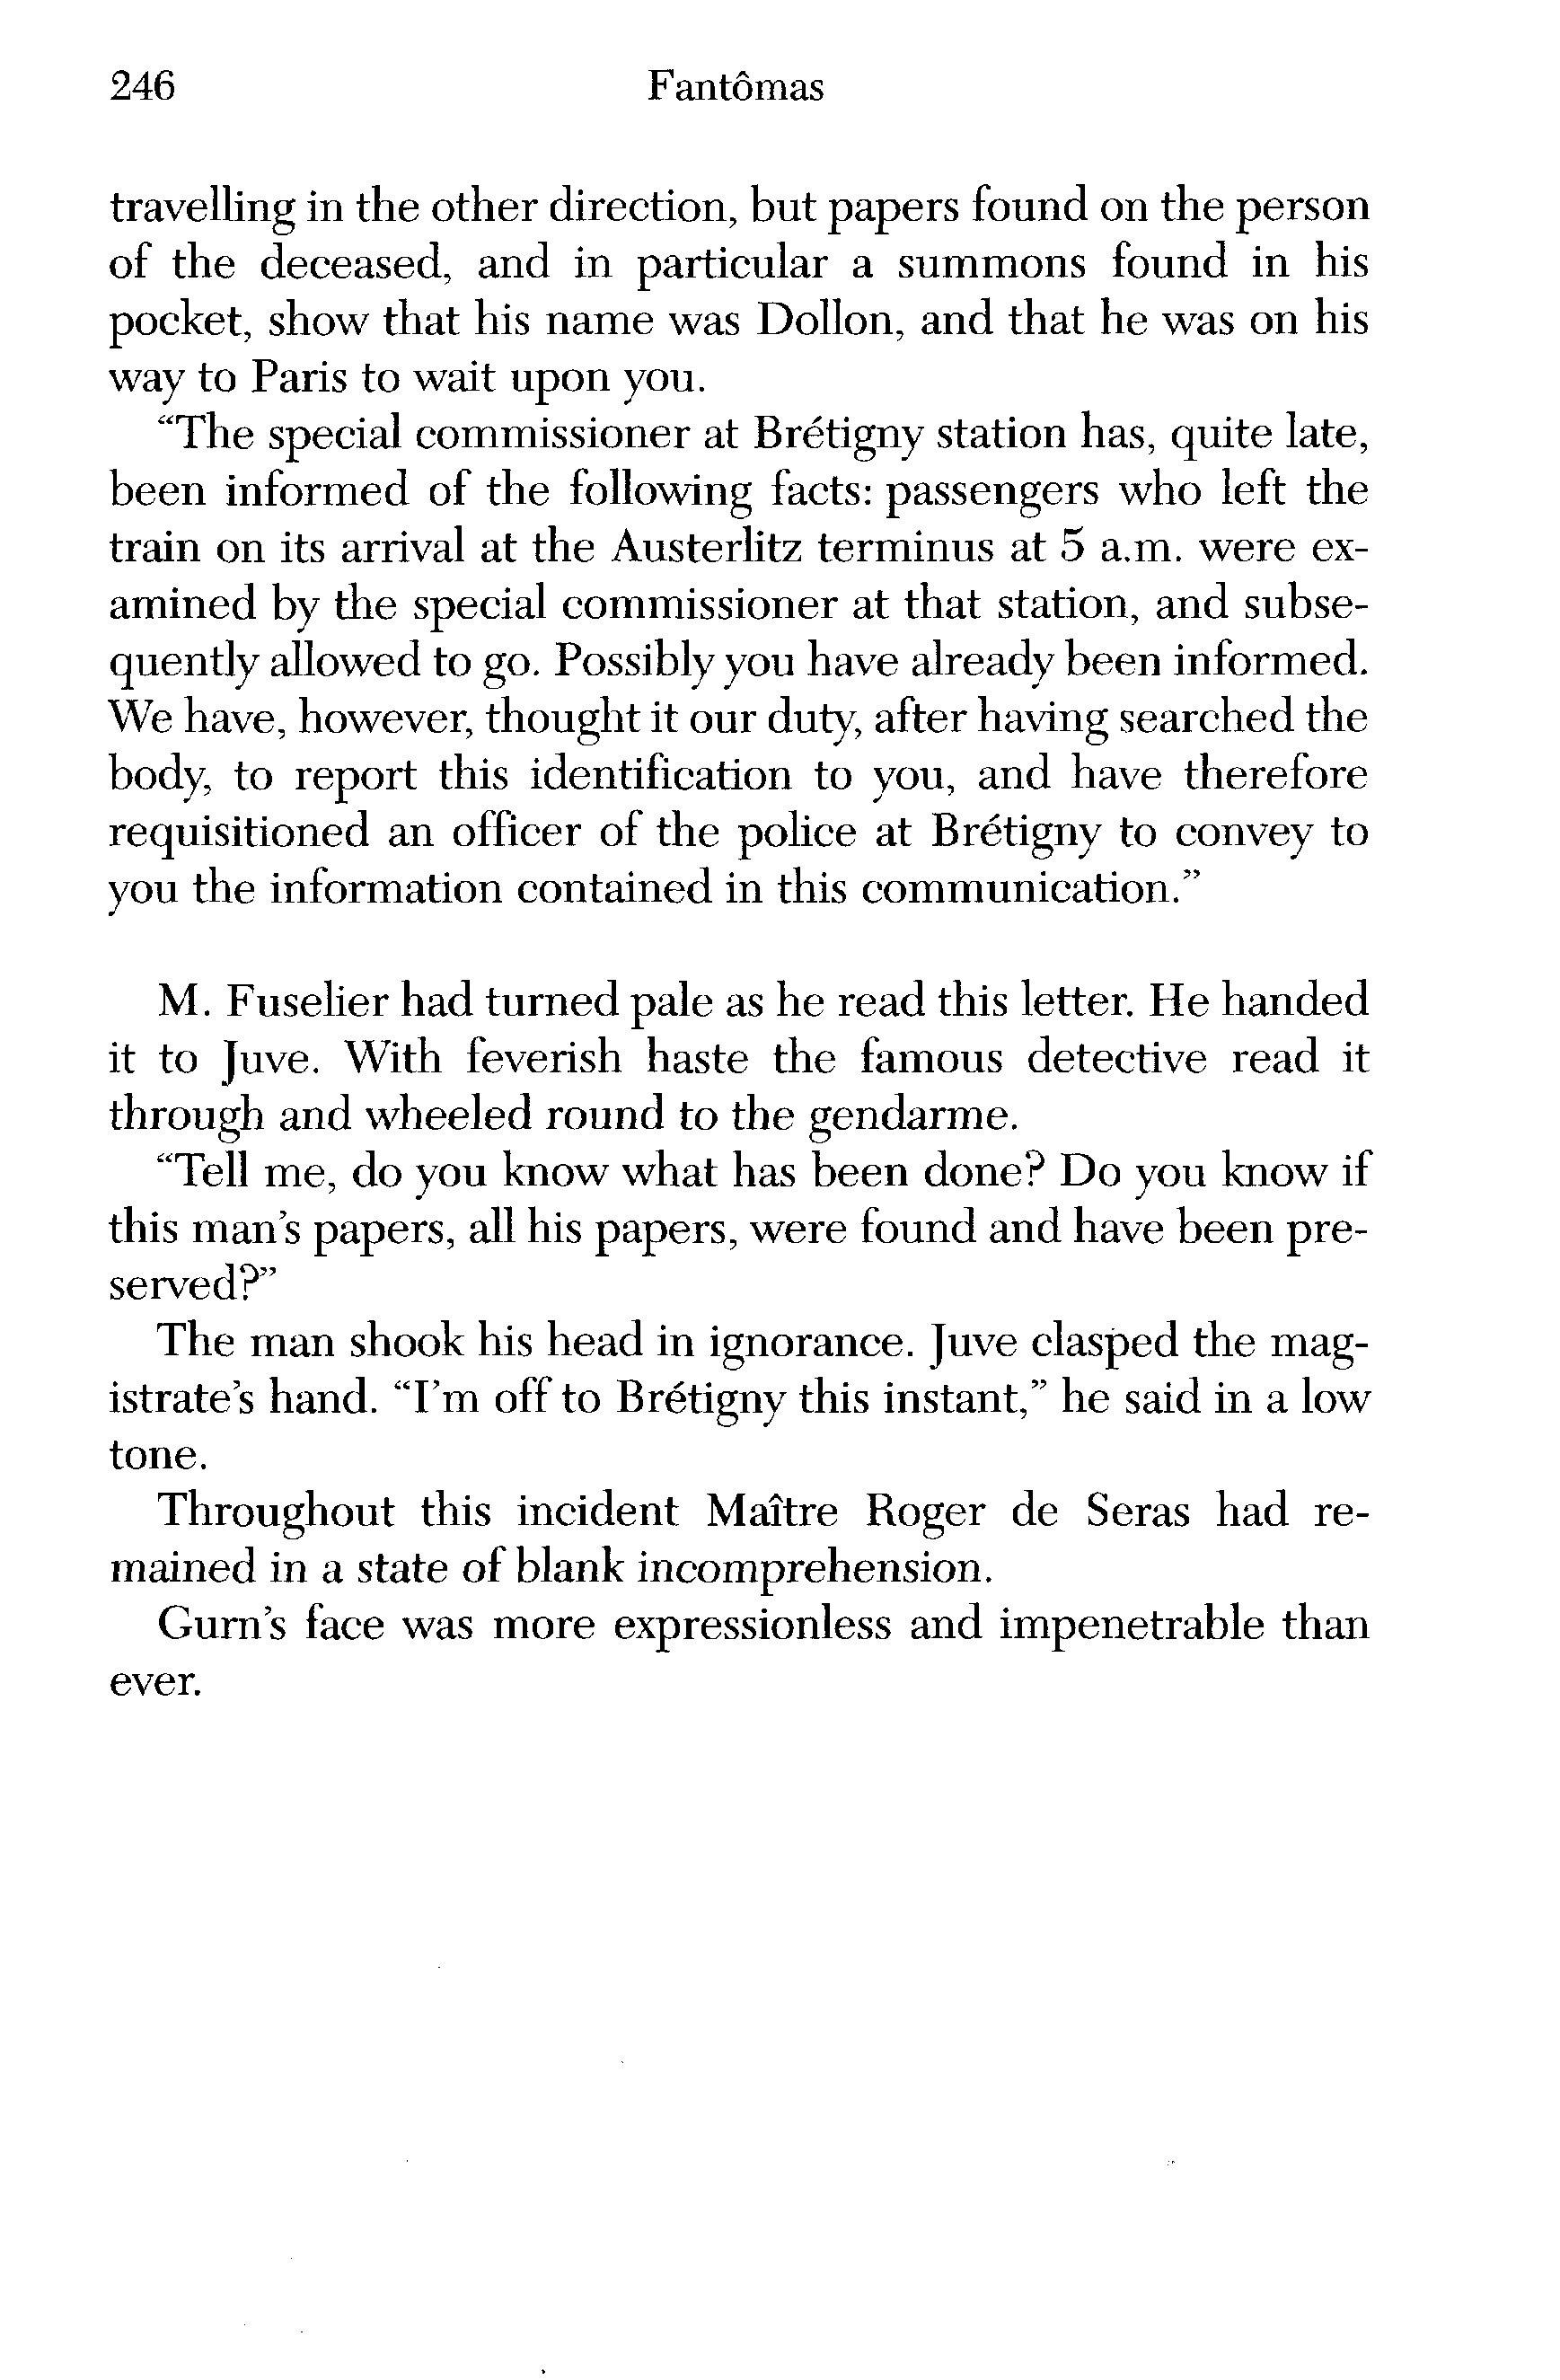 246 Fantômas
travelling in the other direction, but papers found on the person
of the deceased, and in particular a summons found in his
pocket, show that his name was Dollon, and that he was on his
way to Paris to wait upon you.
“The special commissioner at Brétigny station has, quite late,
been informed of the following facts: passengers who left the
train on its arrival at the Austerlitz terminus at 5 a.m. were ex-
amined by the special commissioner at that station, and subse-
quently allowed to go. Possibly you have already been informed.
We have, however, thought it our duty, after having searched the
body, to report this identification to you, and have therefore
requisitioned an officer of the police at Brétigny to convey to
you the information contained in this communication.”
M. Fuselier had turned pale as he read this letter. He handed
it to Juve. With feverish haste the famous detective read it
through and wheeled round to the gendarme.
“Tell me, do you know what has been done? Do you know if
this man’s papers, all his papers, were found and have been pre-
served?”
The man shook his head in ignorance. Juve clasped the mag-
istrate’s hand. “I’m off to Brétigny this instant,” he said in a low
tone.
Throughout this incident Maître Roger de Seras had re-
mained in a state of blank incomprehension.
Gurn’s face was more expressionless and impenetrable than
ever.